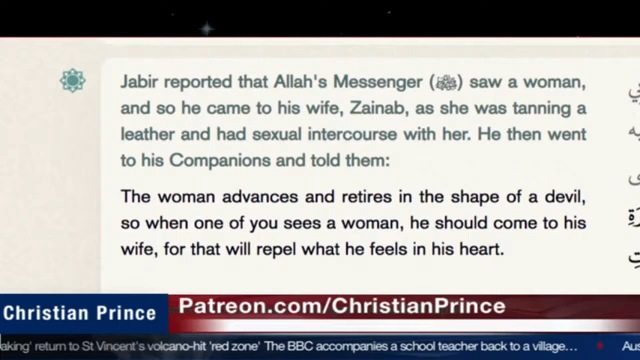 Jabir reported that Allah's Messenger (ﷺ) saw a woman,
and so he came to his wife, Zainab, as she was tanning a
leather and had sexual intercourse with her. He then went
to his Companions and told them:
The woman advances and retires in the shape of a devil,
so when one of you sees a woman, he should come to his
wife, for that will repel what he feels in his heart.
Christian Prince
Patreon.com/ChristianPrince
return to St Vincent's volcano-hit 'red zone' The BBC accompanies a school teacher back to a village...